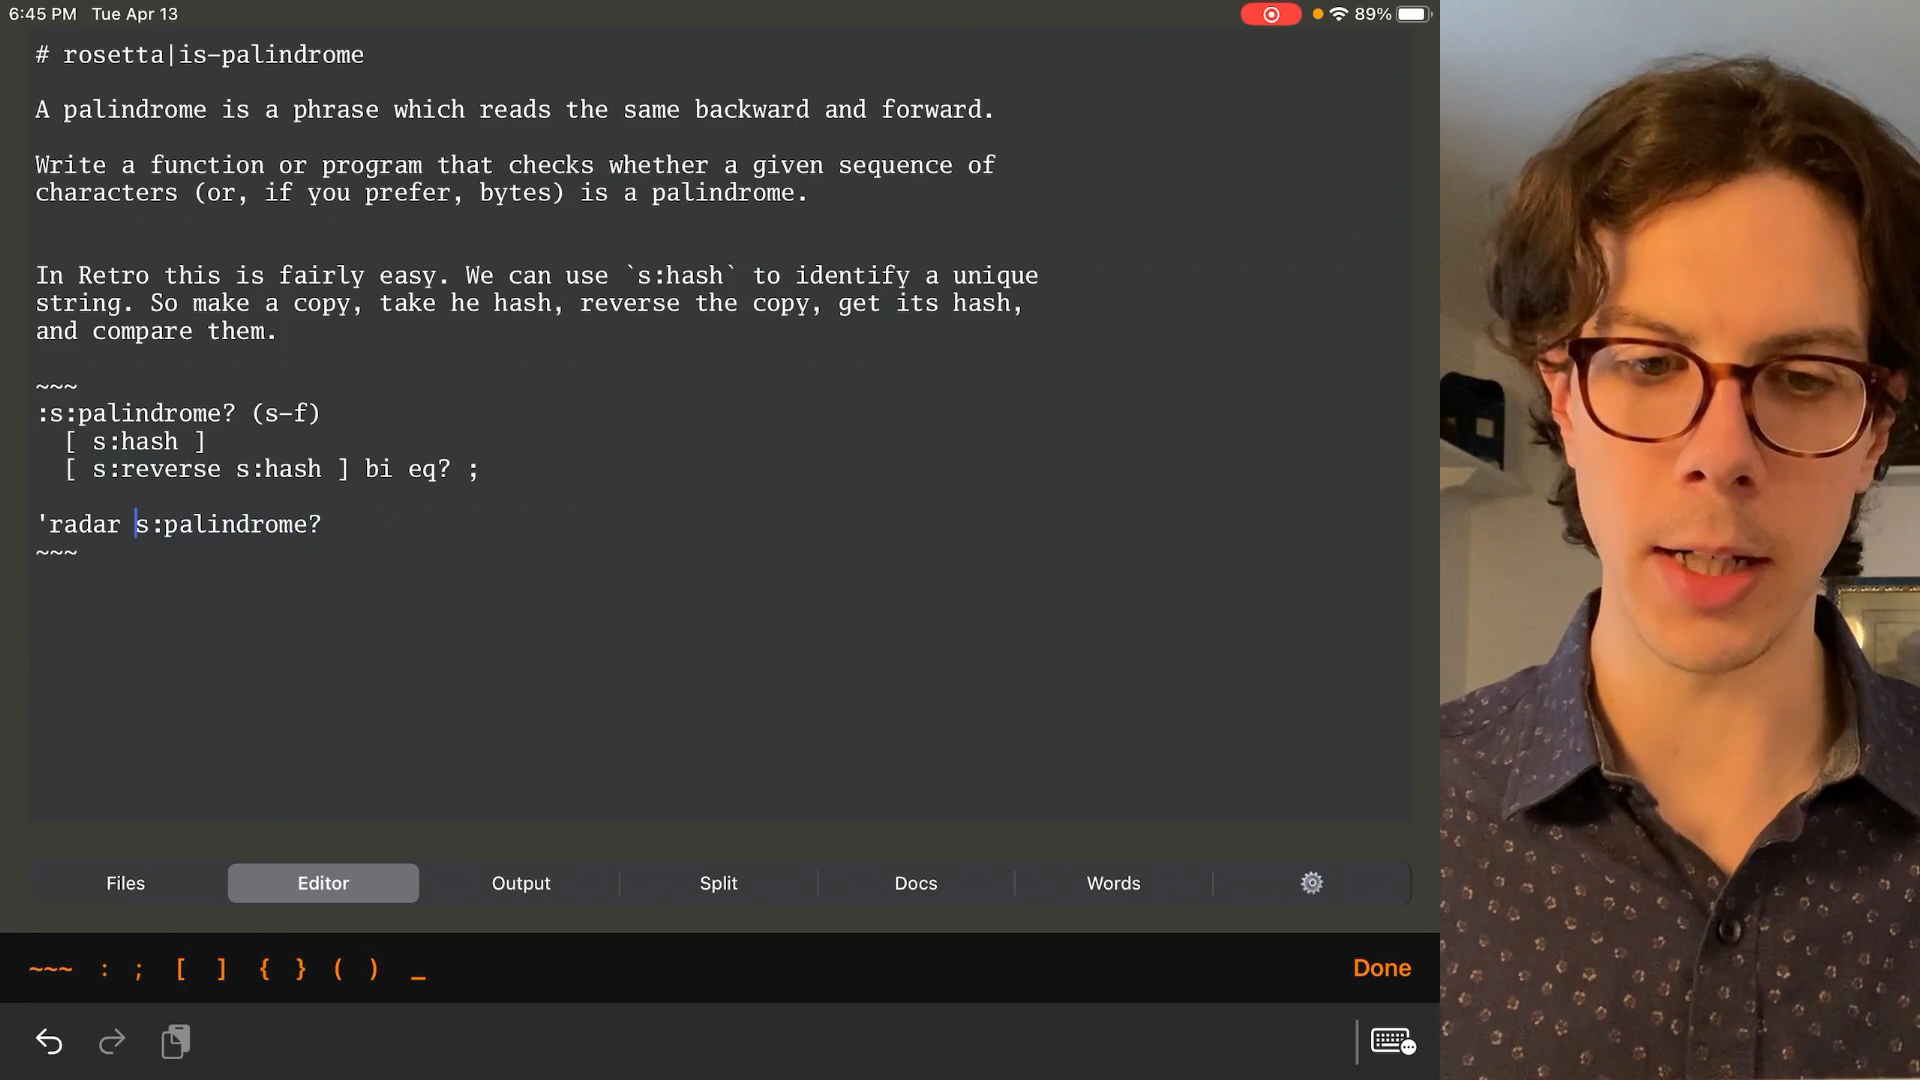 6:45 PM Tue Apr 13
89%
# rosetta|is-palindrome
A palindrome is a phrase which reads the same backward and forward.
Write a function or program that checks whether a given sequence of
characters (or, if you prefer, bytes) is a palindrome.
In Retro this is fairly easy. We can use `s:hash` to identify a unique
string. So make a copy, take he hash, reverse the copy, get its hash,
and compare them.
~~~
:s:palindrome? (s-f)
[ s:hash ]
[ s:reverse s:hash ] bi eq? ;
'radar s:palindrome?
~~~
Files Editor Output Split Docs Words
~~~ : ; [ ] { } ( ) _ Done